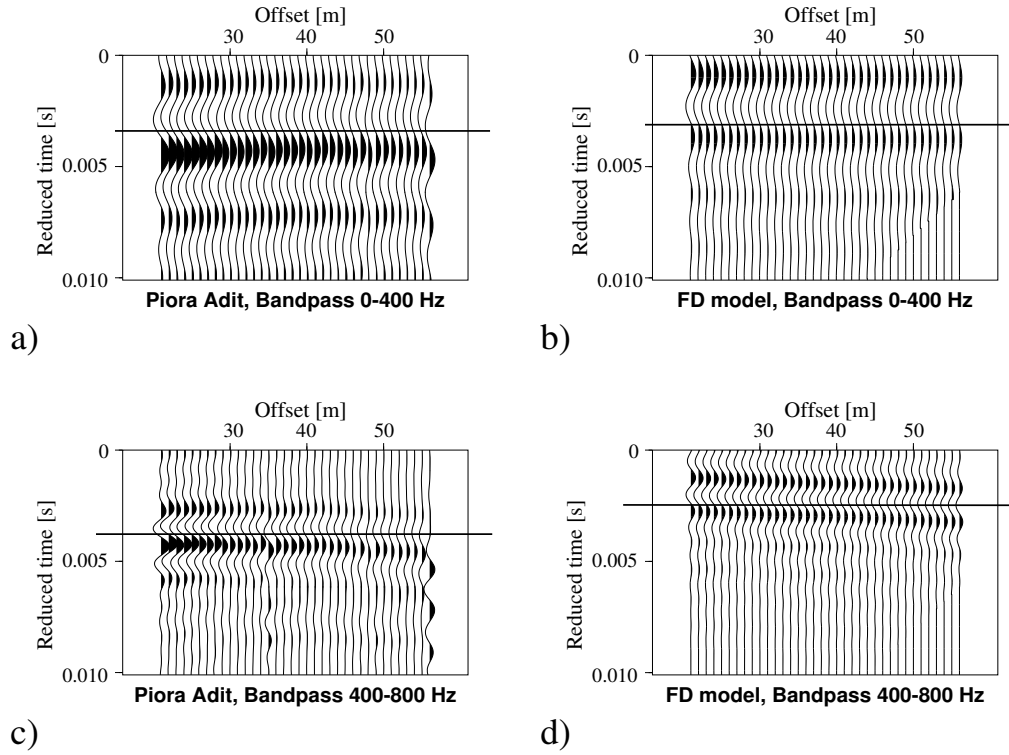 Offset [m]
30 40 50
0
0.005
0.010
Reduced time [s]
Piora Adit, Bandpass 0-400 Hz
a)
Offset [m]
30 40 50
0
0.005
0.010
Reduced time [s]
FD model, Bandpass 0-400 Hz
b)
Offset [m]
30 40 50
0
0.005
0.010
Reduced time [s]
Piora Adit, Bandpass 400-800 Hz
c)
Offset [m]
30 40 50
0
0.005
0.010
Reduced time [s]
FD model, Bandpass 400-800 Hz
d)